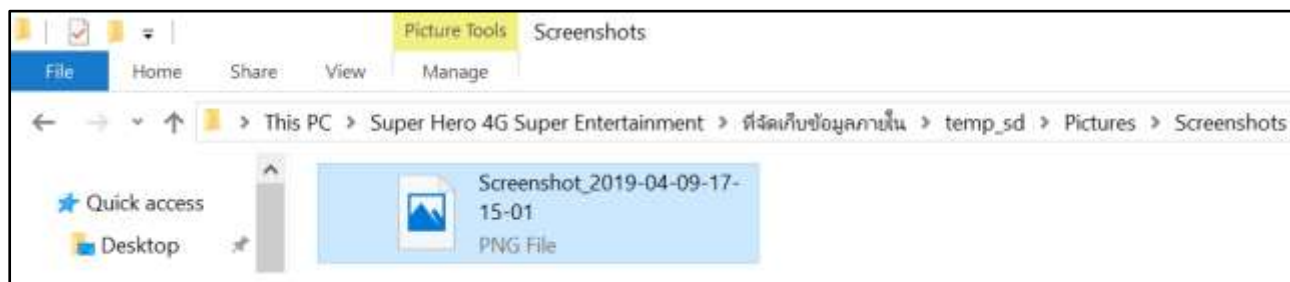 Picture Tools Screenshots
File Home Share View Manage
This PC > Super Hero 4G Super Entertainment > ที่จัดเก็บข้อมูลภายใน > temp_sd > Pictures > Screenshots
Quick access
Desktop
Screenshot_2019-04-09-17-
15-01
PNG File